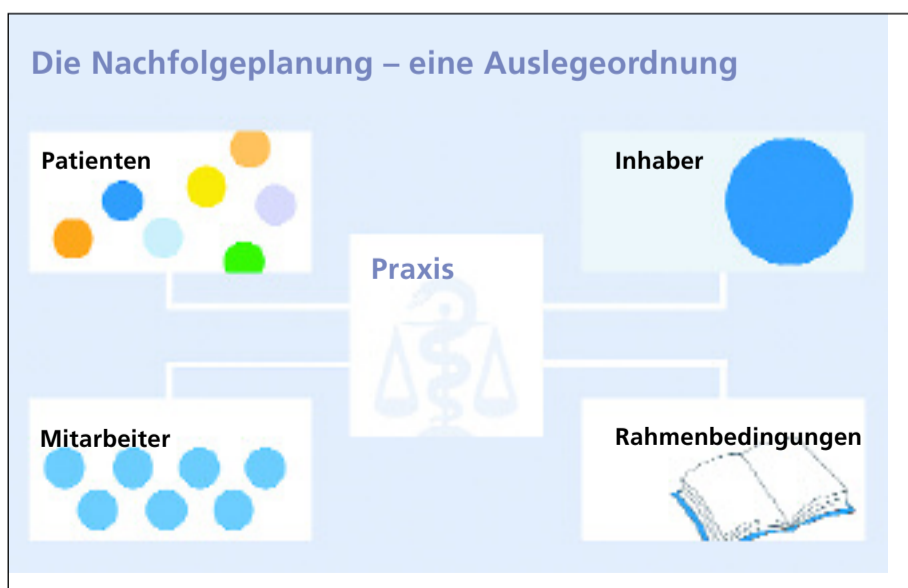 Die Nachfolgeplanung – eine Auslegeordnung
Patienten
Inhaber
Praxis
Mitarbeiter
Rahmenbedingungen